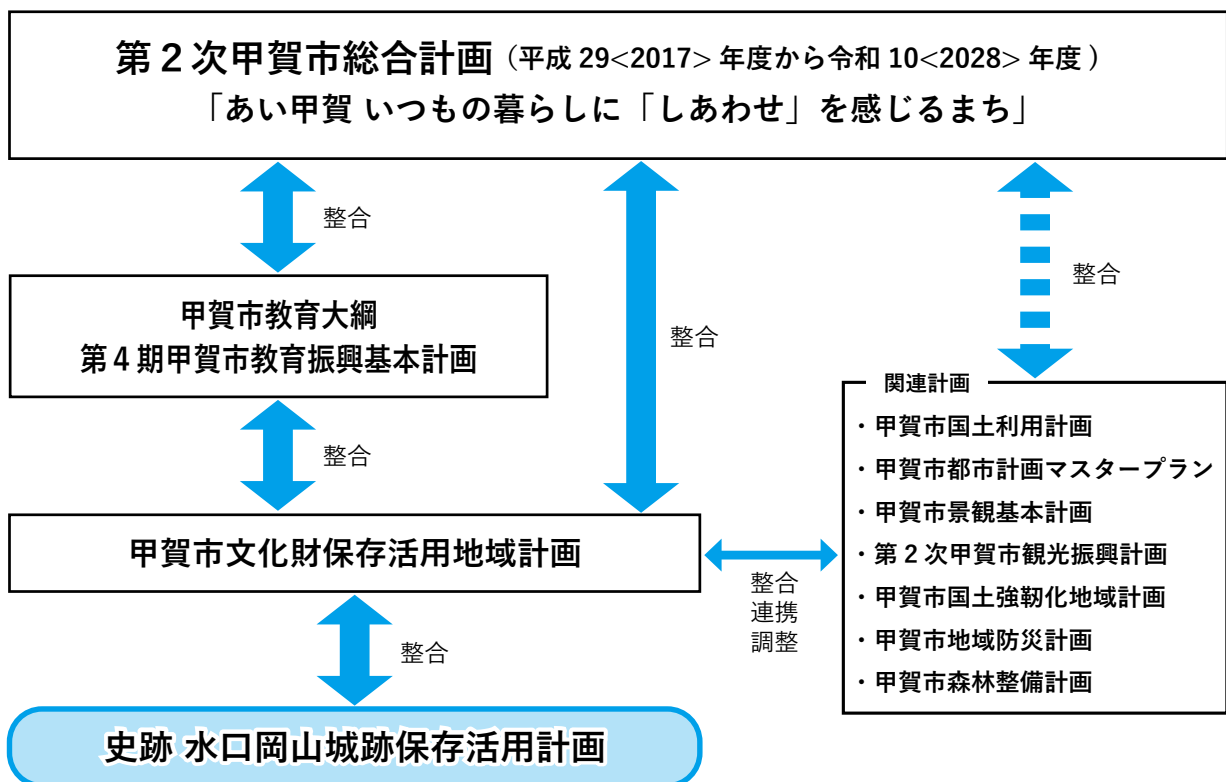 第2次甲賀市総合計画（平成 29<2017> 年度から令和 10<2028> 年度）
「あい甲賀 いつもの暮らしに「しあわせ」を感じるまち」
整合
整合
整合
甲賀市教育大綱
第4期甲賀市教育振興基本計画
整合
甲賀市文化財保存活用地域計画
整合
連携
調整
関連計画
・甲賀市国土利用計画
・甲賀市都市計画マスタープラン
・甲賀市景観基本計画
・第2次甲賀市観光振興計画
・甲賀市国土強靭化地域計画
・甲賀市地域防災計画
・甲賀市森林整備計画
整合
史跡 水口岡山城跡保存活用計画